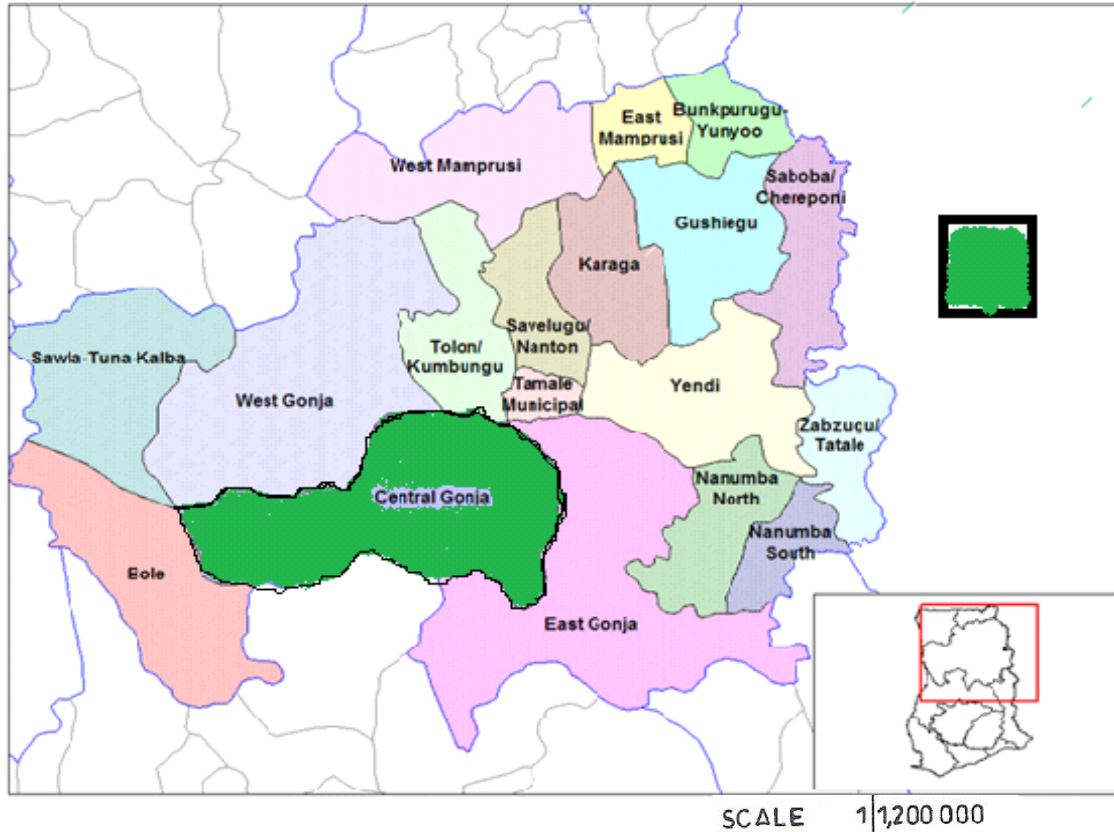 Bunkpurugu-
Yunyoo
East
Mamprusi
West Mamprusi
Saboba/
Chereponi
Gushiegu
Karaga
Savelugu/
Nanton
Tolon/
Kumbungu
Sawla-Tuna-Kalba
Tamale
Municipal
Yendi
West Gonja
Zabzugu/
Tatale
Nanumba
North
Central Gonja
Nanumba
South
Bole
East Gonja
SCALE 1|1,200 000